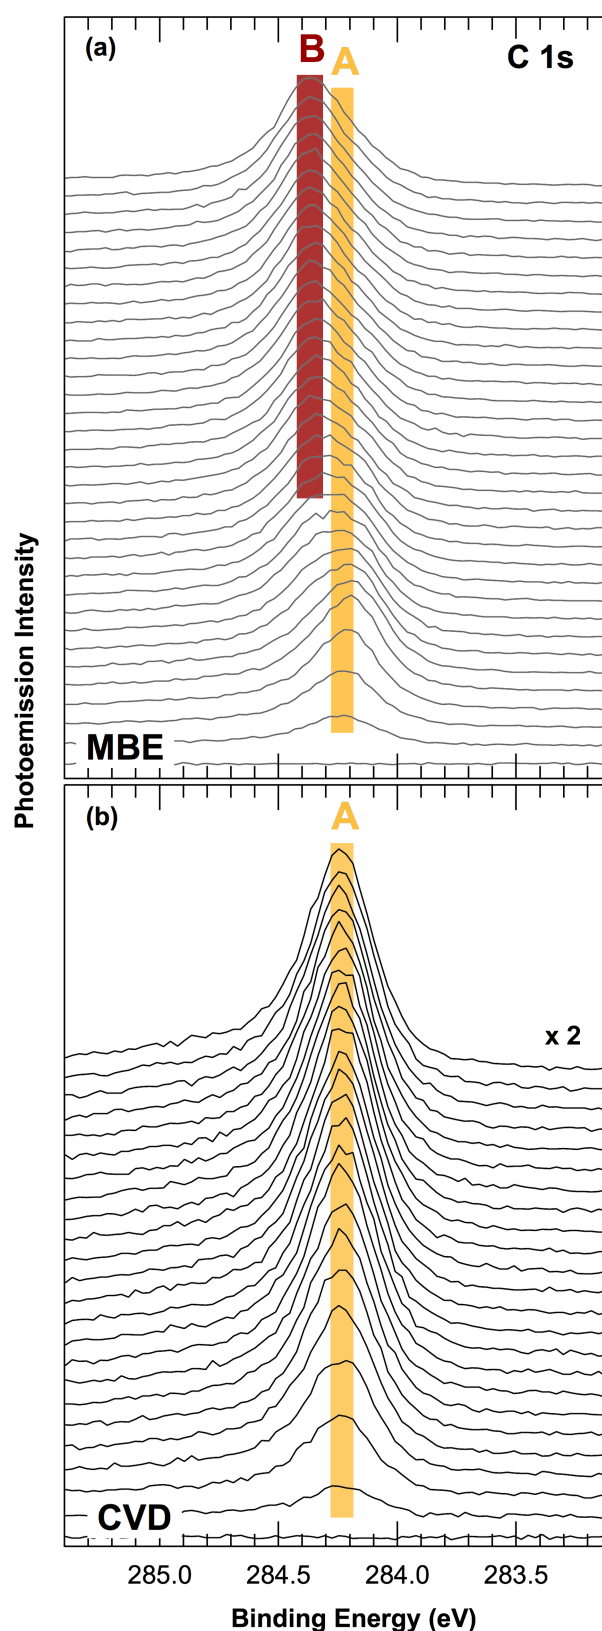 (a)
B
A
C 1s
MBE
Photoemission Intensity
(b)
A
x 2
CVD
285.0 284.5 284.0 283.5
Binding Energy (eV)